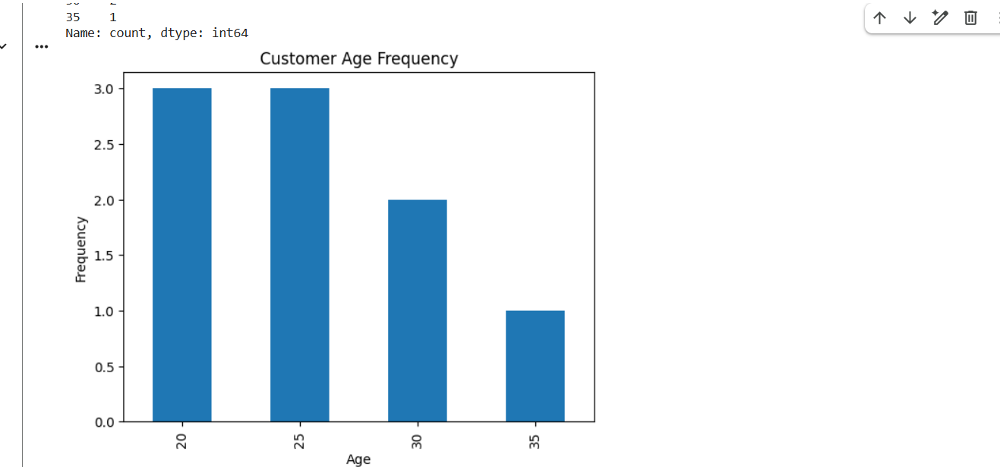 35    1
Name: count, dtype: int64
Customer Age Frequency
3.0
2.5
2.0
1.5
1.0
0.5
0.0
Frequency
20 25 30 35
Age